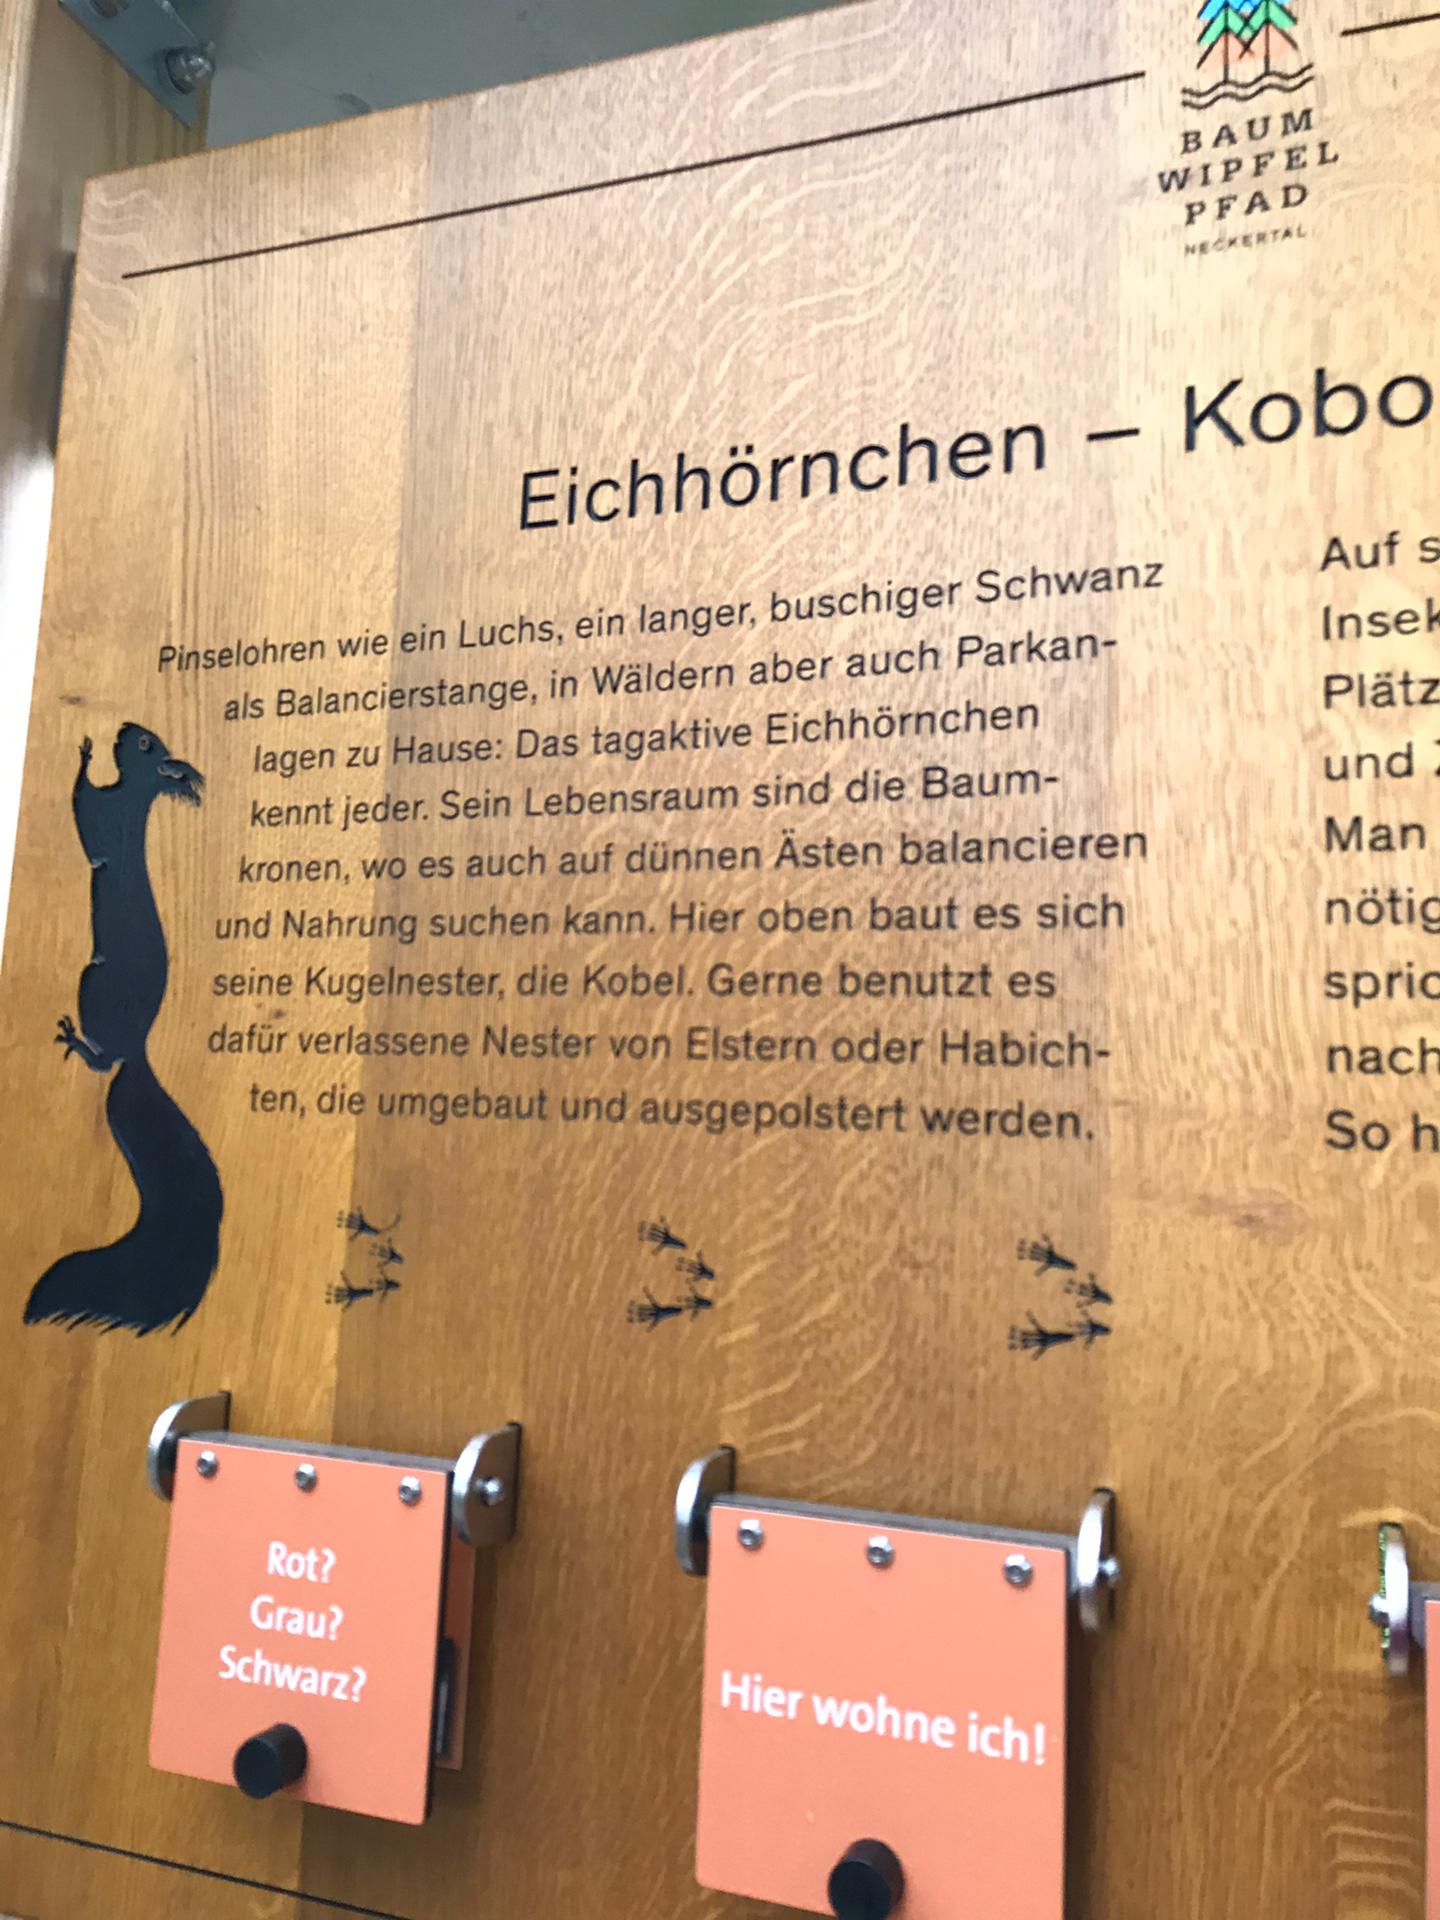 BAUM
WIPFEL
PFAD
NECKERTAL
Eichhörnchen – Kobo
Pinselohren wie ein Luchs, ein langer, buschiger Schwanz
als Balancierstange, in Wäldern aber auch Parkan-
lagen zu Hause: Das tagaktive Eichhörnchen
kennt jeder. Sein Lebensraum sind die Baum-
kronen, wo es auch auf dünnen Ästen balancieren
und Nahrung suchen kann. Hier oben baut es sich
seine Kugelnester, die Kobel. Gerne benutzt es
dafür verlassene Nester von Elstern oder Habich-
ten, die umgebaut und ausgepolstert werden.
Auf s
Insek
Plätz
und
Man
nötig
spric
nach
So h
Rot?
Grau?
Schwarz?
Hier wohne ich!